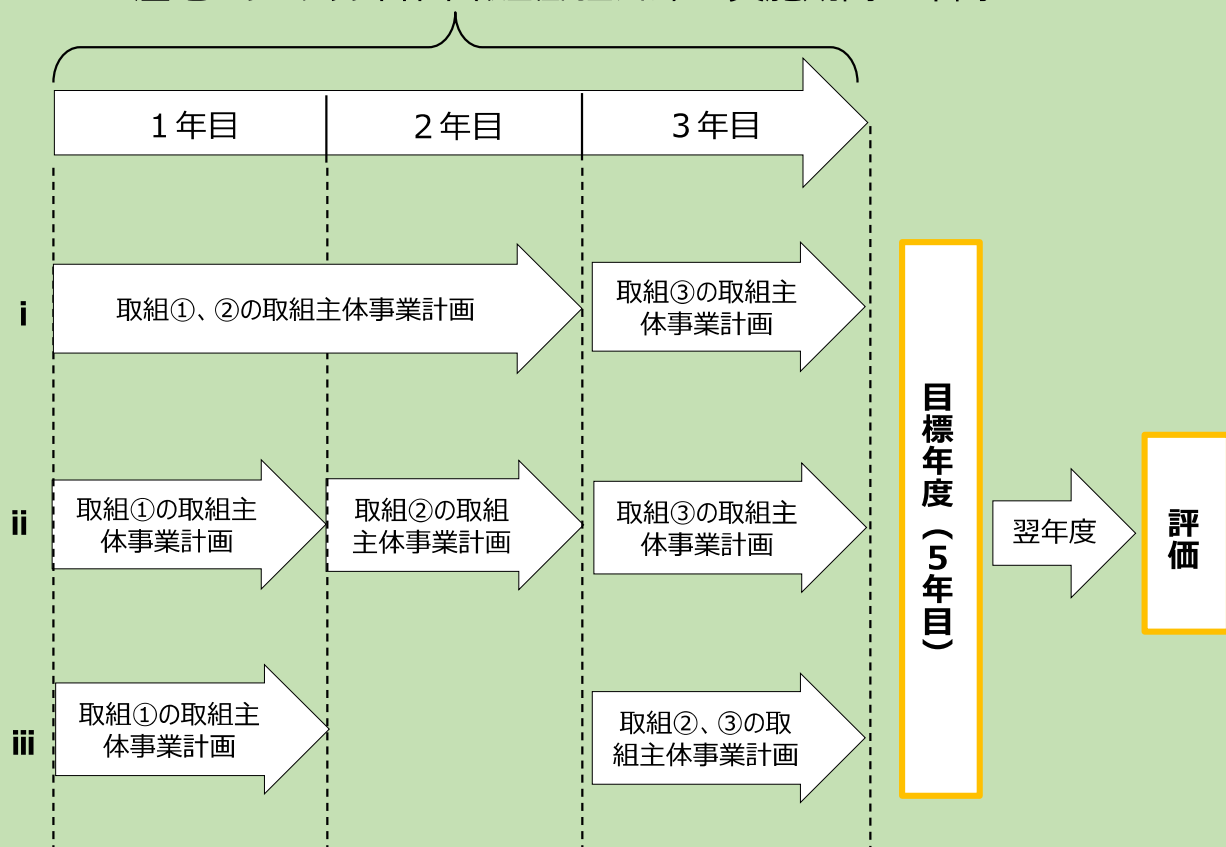 1年目
2年目
3年目
i
取組①、②の取組主体事業計画
取組③の取組主
体事業計画
ii
取組①の取組主
体事業計画
取組②の取組
主体事業計画
取組③の取組主
体事業計画
iii
取組①の取組主
体事業計画
取組②、③の取
組主体事業計画
目標年度（5年目）
翌年度
評価